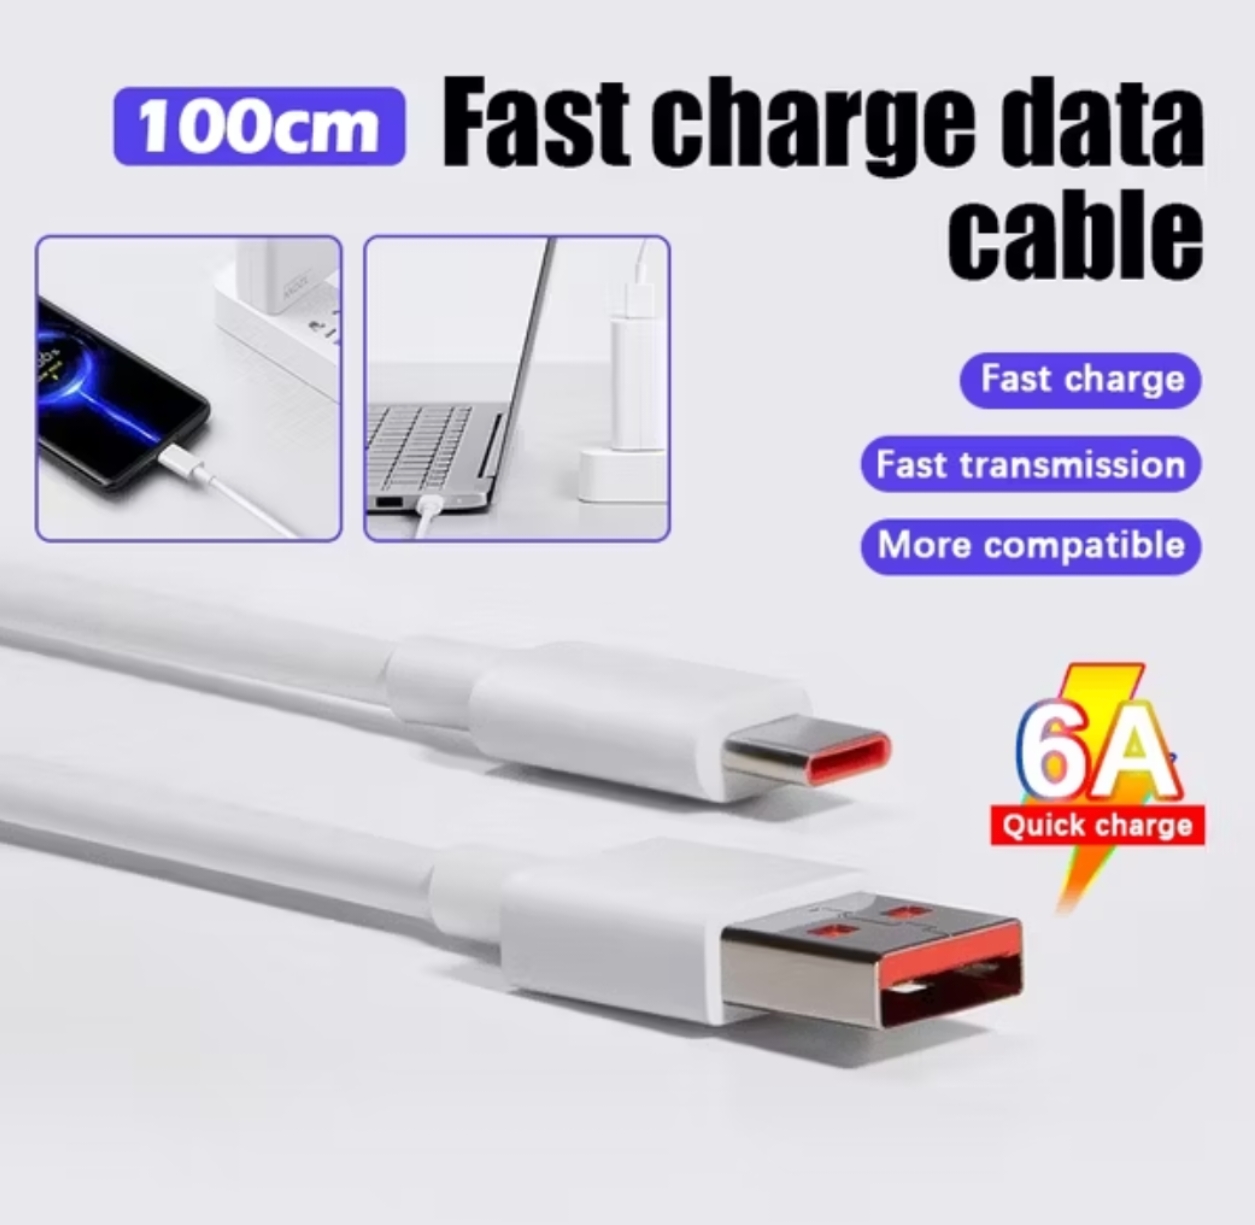 100cm
Fast charge data
cable
Fast charge
Fast transmission
More compatible
6A
Quick charge